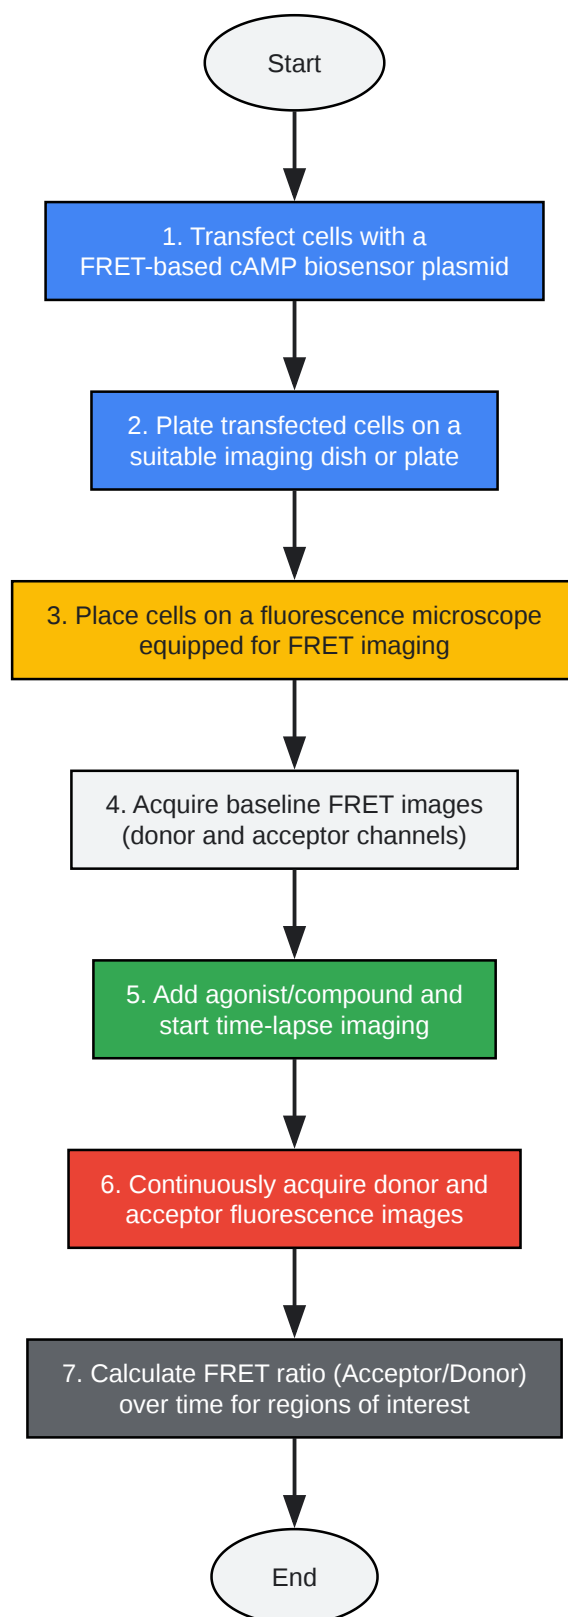 Start
1. Transfect cells with a
FRET-based cAMP biosensor plasmid
2. Plate transfected cells on a
suitable imaging dish or plate
3. Place cells on a fluorescence microscope
equipped for FRET imaging
4. Acquire baseline FRET images
(donor and acceptor channels)
5. Add agonist/compound and
start time-lapse imaging
6. Continuously acquire donor and
acceptor fluorescence images
7. Calculate FRET ratio (Acceptor/Donor)
over time for regions of interest
End